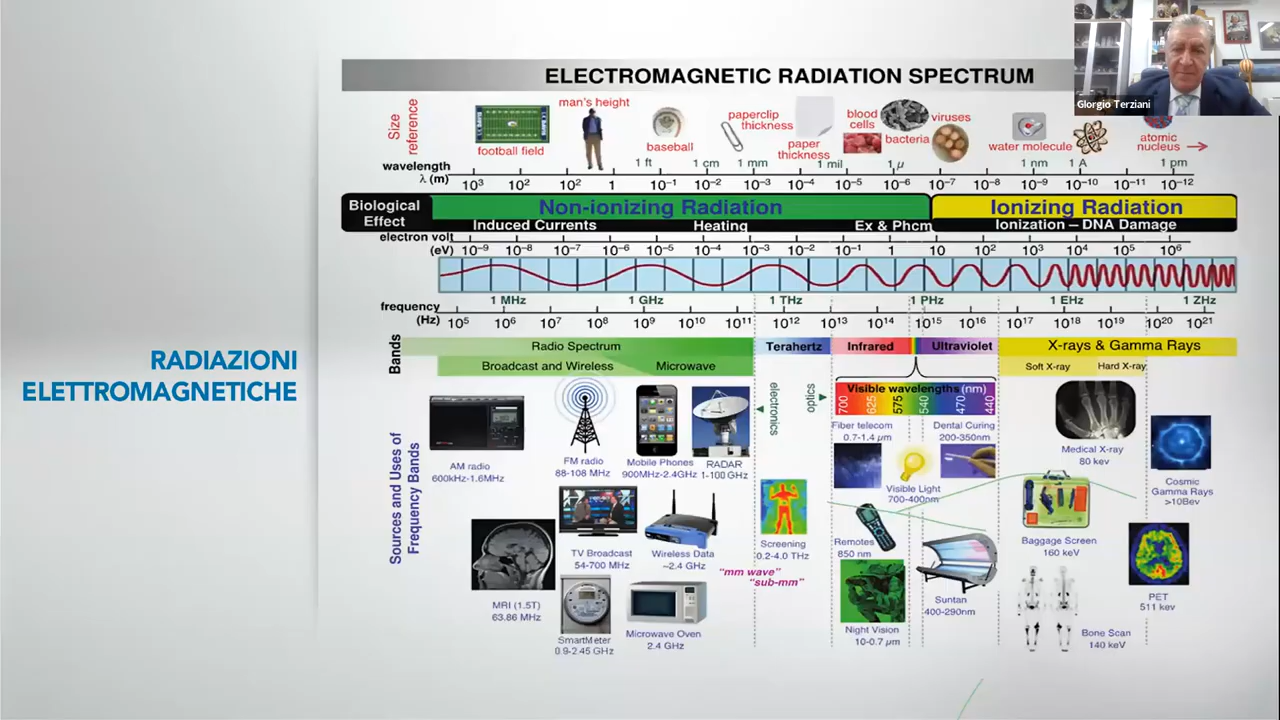 ELECTROMAGNETIC RADIATION SPECTRUM
GIorgio Terziani
RADIAZIONI
ELETTROMAGNETICHE
Size
reference
football field
man's height
baseball
paperclip
thickness
paper
thickness
blood
cells
bacteria
viruses
water molecule
atomic
nucleus
wavelength
λ (m)
1 ft
1 cm
1 mm
1 mil
1 µ
1 nm
1 A
1 pm
10³ 10² 10² 1 10⁻¹ 10⁻² 10⁻³ 10⁻⁴ 10⁻⁵ 10⁻⁶ 10⁻⁷ 10⁻⁸ 10⁻⁹ 10⁻¹⁰ 10⁻¹¹ 10⁻¹²
Biological
Effect
Non-ionizing Radiation
Ionizing Radiation
Induced Currents
Heating
Ex & Phcm
Ionization – DNA Damage
electron volt
(eV)
10⁻⁹ 10⁻⁸ 10⁻⁷ 10⁻⁶ 10⁻⁵ 10⁻⁴ 10⁻³ 10⁻² 10⁻¹ 1 10 10² 10³ 10⁴ 10⁵ 10⁶
frequency
(Hz)
1 MHz
1 GHz
1 THz
1 PHz
1 EHz
1 ZHz
10⁵ 10⁶ 10⁷ 10⁸ 10⁹ 10¹⁰ 10¹¹ 10¹² 10¹³ 10¹⁴ 10¹⁵ 10¹⁶ 10¹⁷ 10¹⁸ 10¹⁹ 10²⁰ 10²¹
Bands
Radio Spectrum
Terahertz
Infrared
Ultraviolet
X-rays & Gamma Rays
Broadcast and Wireless
Microwave
Soft X-ray
Hard X-ray
electronics
optics
Visible wavelengths (nm)
700 625 575 540 470 440
Sources and Uses of
Frequency Bands
AM radio
600kHz-1.6MHz
FM radio
88-108 MHz
Mobile Phones
900MHz-2.4GHz
RADAR
1-100 GHz
Fiber telecom
0.7-1.4 µm
Dental Curing
200-350nm
Medical X-ray
80 kev
Visible Light
700-400nm
Cosmic
Gamma Rays
>10Bev
TV Broadcast
54-700 MHz
Wireless Data
~2.4 GHz
Screening
0.2-4.0 THz
Remotes
850 nm
Baggage Screen
160 keV
"mm wave"
"sub-mm"
MRI (1.5T)
63.86 MHz
SmartMeter
0.9-2.45 GHz
Microwave Oven
2.4 GHz
Night Vision
10-0.7 µm
Suntan
400-290nm
PET
511 kev
Bone Scan
140 keV